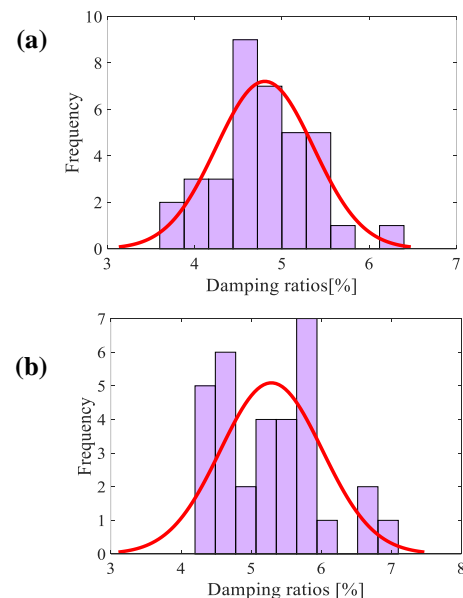 (a)
10
8
6
4
2
0
Frequency
3 4 5 6 7
Damping ratios[%]
(b)
7
6
5
4
3
2
1
0
Frequency
3 4 5 6 7 8
Damping ratios [%]